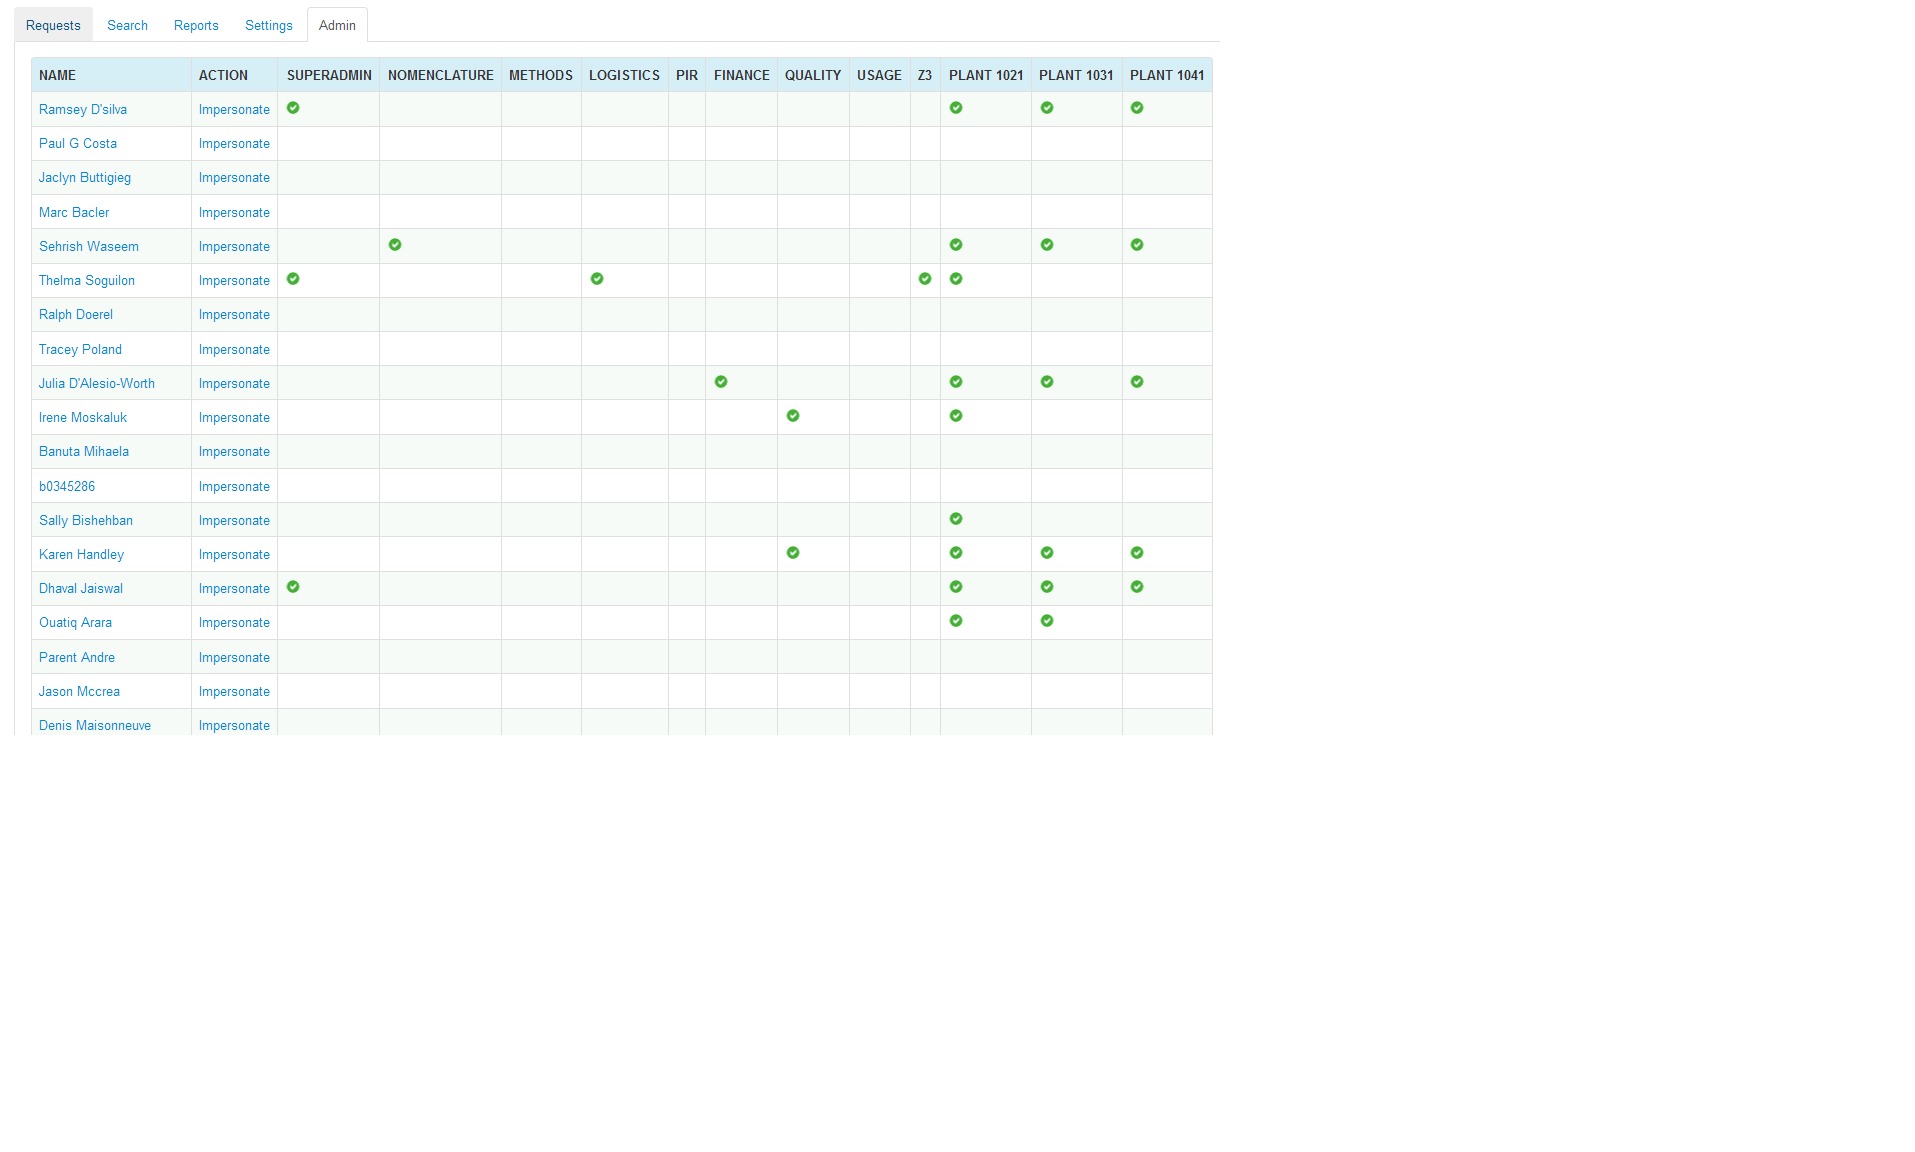 Requests Search Reports Settings Admin
NAME ACTION SUPERADMIN NOMENCLATURE METHODS LOGISTICS PIR FINANCE QUALITY USAGE Z3 PLANT 1021 PLANT 1031 PLANT 1041
Ramsey D'silva Impersonate
Paul G Costa Impersonate
Jaclyn Buttigieg Impersonate
Marc Bacler Impersonate
Sehrish Waseem Impersonate
Thelma Soguilon Impersonate
Ralph Doerel Impersonate
Tracey Poland Impersonate
Julia D'Alesio-Worth Impersonate
Irene Moskaluk Impersonate
Banuta Mihaela Impersonate
b0345286 Impersonate
Sally Bishehban Impersonate
Karen Handley Impersonate
Dhaval Jaiswal Impersonate
Ouatiq Arara Impersonate
Parent Andre Impersonate
Jason Mccrea Impersonate
Denis Maisonneuve Impersonate